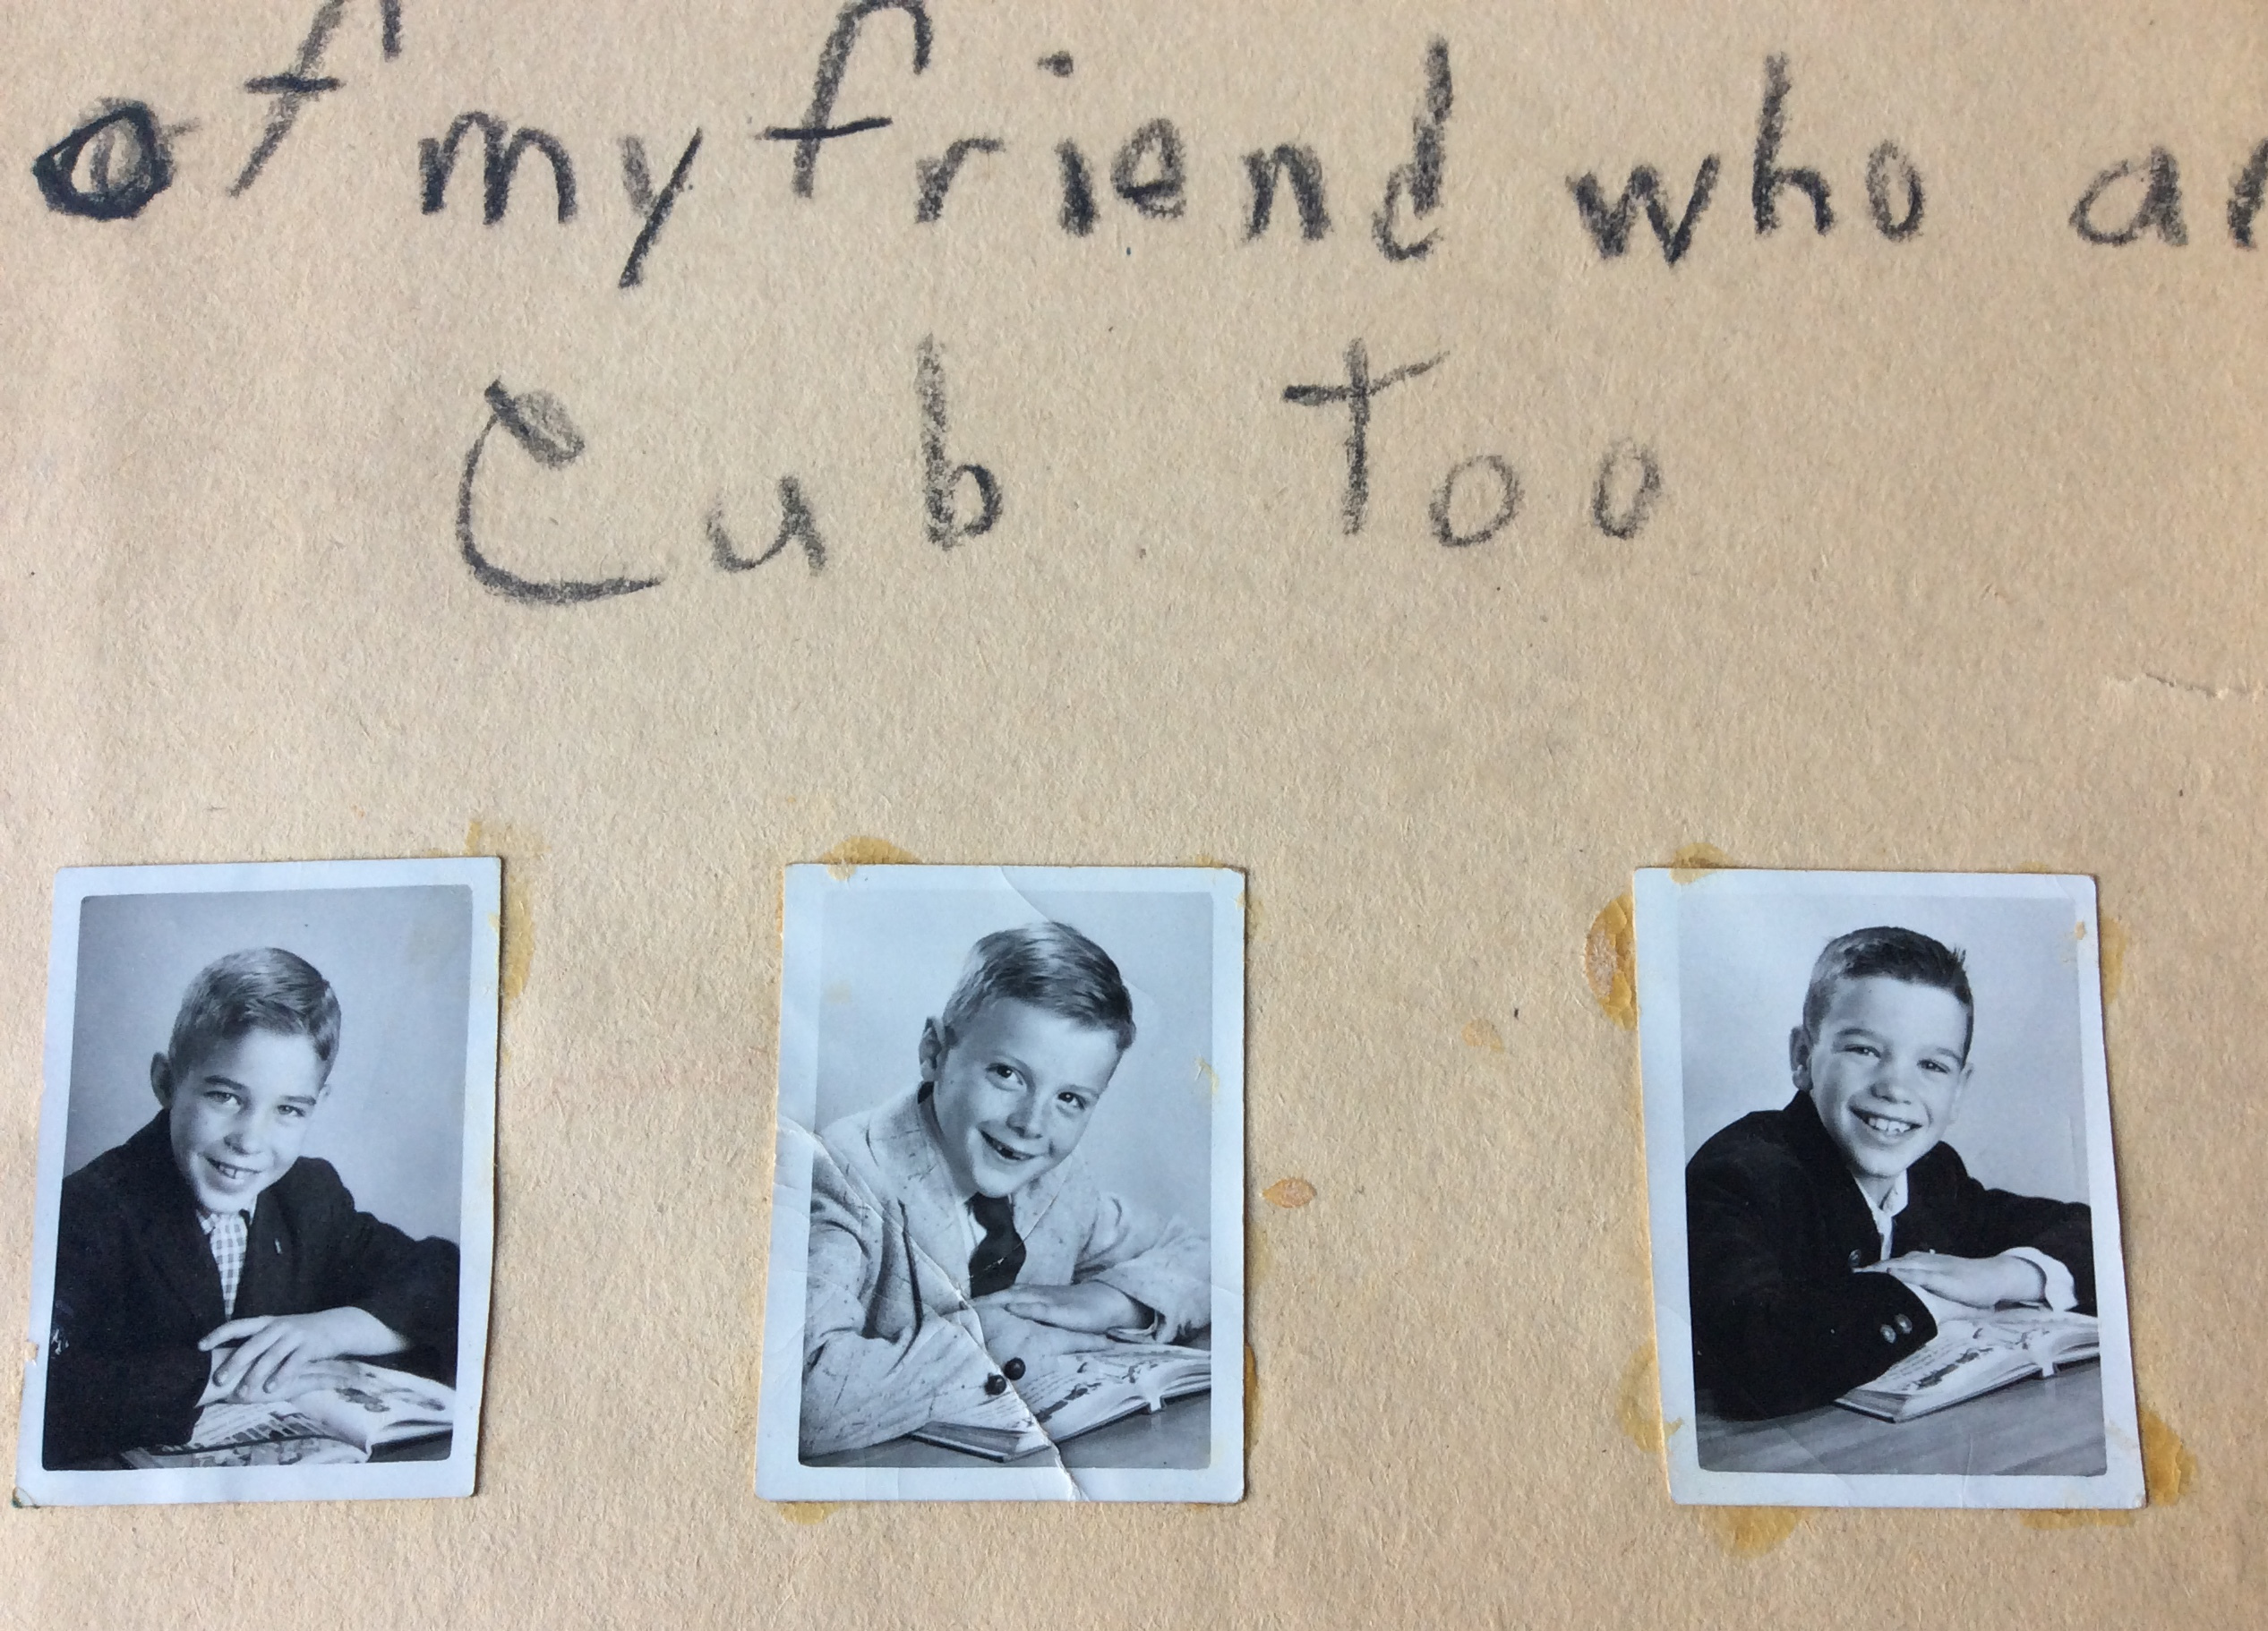 of my friend who
Cub too